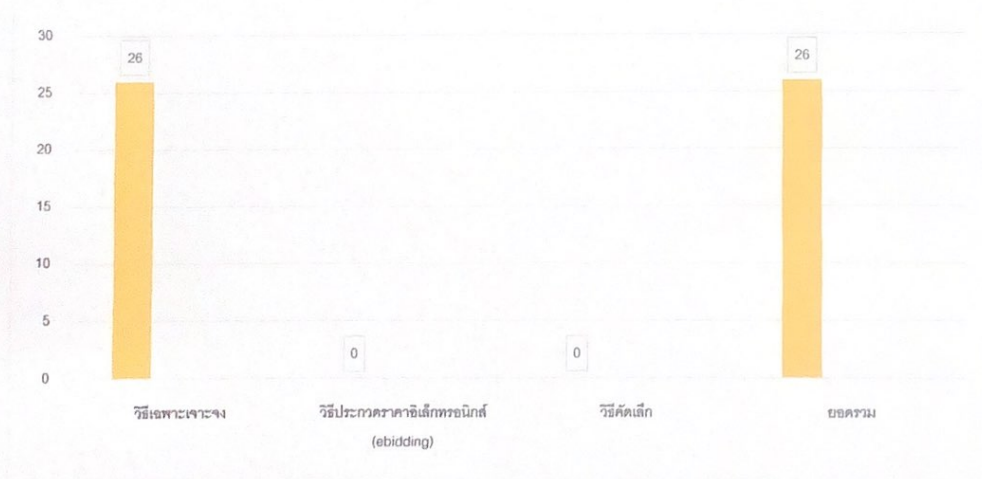 30
26
26
25
20
15
10
5
0
0
0
วิธีเฉพาะเจาะจง
วิธีประกวดราคาอิเล็กทรอนิกส์
(ebidding)
วิธีคัดเลือก
ยอดรวม